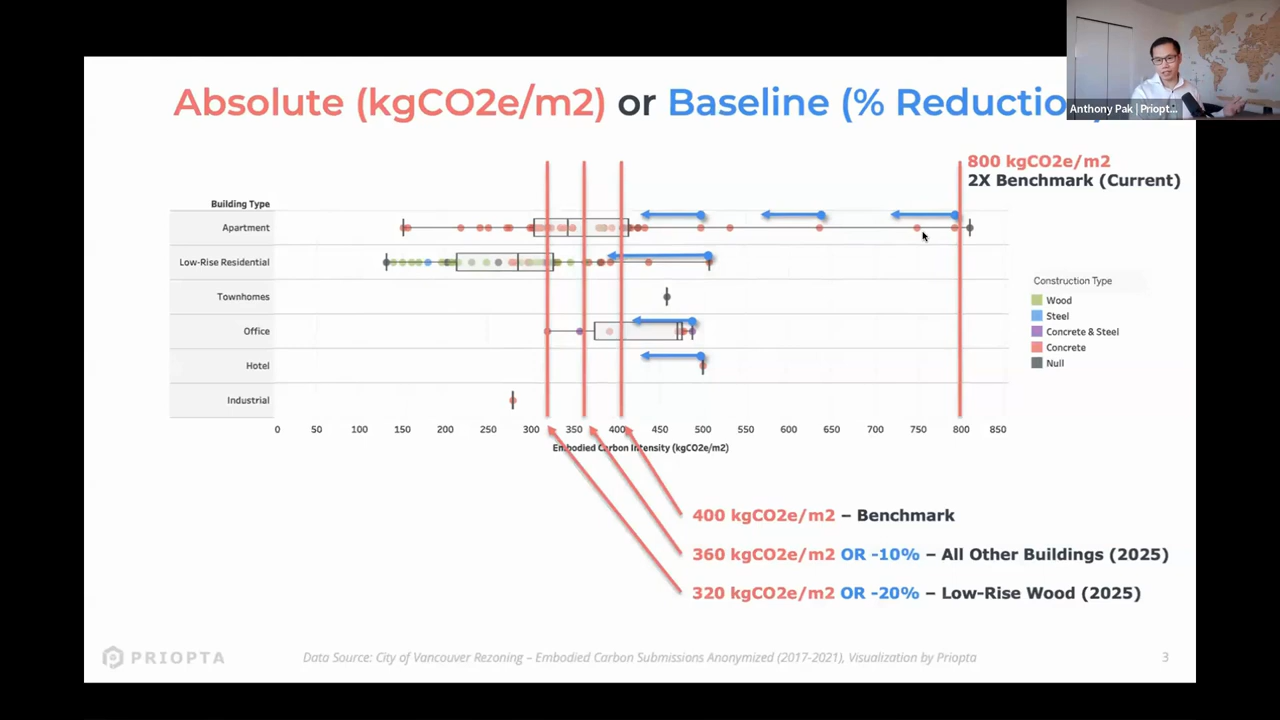 Absolute (kgCO2e/m2) or Baseline (% Reductio
Anthony Pak | Priopt...
800 kgCO2e/m2
2X Benchmark (Current)
Building Type
Apartment
Low-Rise Residential
Townhomes
Office
Hotel
Industrial
Construction Type
Wood
Steel
Concrete & Steel
Concrete
Null
0 50 100 150 200 250 300 350 400 450 500 550 600 650 700 750 800 850
Embodied Carbon Intensity (kgCO2e/m2)
400 kgCO2e/m2 – Benchmark
360 kgCO2e/m2 OR -10% – All Other Buildings (2025)
320 kgCO2e/m2 OR -20% – Low-Rise Wood (2025)
PRIOPTA
Data Source: City of Vancouver Rezoning – Embodied Carbon Submissions Anonymized (2017-2021), Visualization by Priopta
3